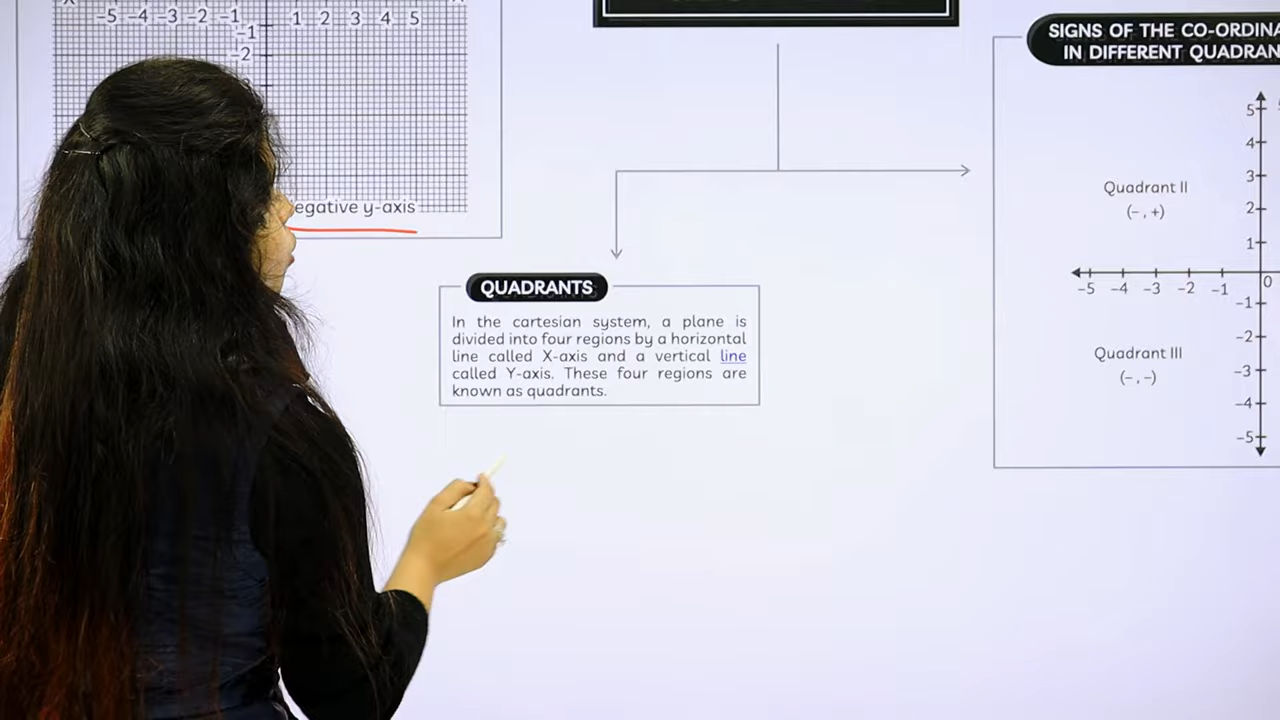 -5 -4 -3 -2 -1 1 2 3 4 5
-1
-2
egative y-axis
QUADRANTS
In the cartesian system, a plane is
divided into four regions by a horizontal
line called X-axis and a vertical line
called Y-axis. These four regions are
known as quadrants.
SIGNS OF THE CO-ORDINA
IN DIFFERENT QUADRAN
5
4
3
2
1
Quadrant II
(-, +)
-5 -4 -3 -2 -1 0
-1
-2
-3
-4
-5
Quadrant III
(-, -)